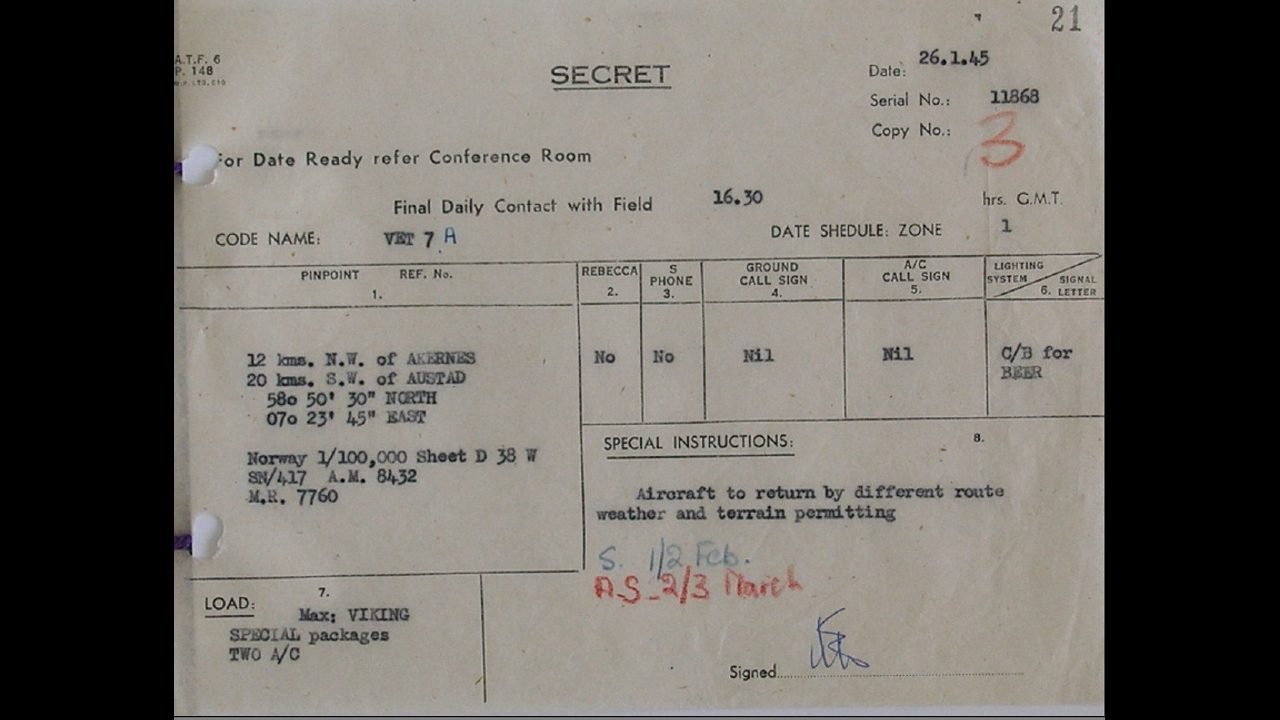 21
A.T.F. 6
P. 148
SECRET
Date: 26.1.45
Serial No.: 11868
Copy No.: 3
For Date Ready refer Conference Room
Final Daily Contact with Field 16.30 hrs. G.M.T.
CODE NAME: VET 7 A DATE SHEDULE: ZONE 1
PINPOINT REF. No.
1.
REBECCA
2.
S
PHONE
3.
GROUND
CALL SIGN
4.
A/C
CALL SIGN
5.
LIGHTING
SYSTEM
SIGNAL
6. LETTER
12 kms. N.W. of AKERNES
20 kms. S.W. of AUSTAD
58o 50' 30" NORTH
07o 23' 45" EAST
Norway 1/100,000 Sheet D 38 W
SN/417 A.M. 8432
M.R. 7760
No
No
Nil
Nil
C/B for
BEER
SPECIAL INSTRUCTIONS: 8.
Aircraft to return by different route
weather and terrain permitting
S. 1/2 Feb.
A.S. 2/3 March
7.
LOAD:
Max; VIKING
SPECIAL packages
TWO A/C
Signed